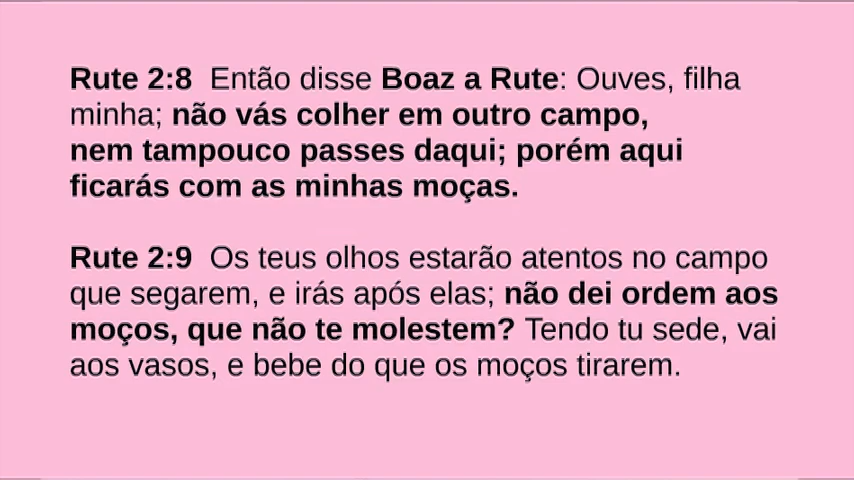 Rute 2:8  Então disse Boaz a Rute: Ouves, filha
minha; não vás colher em outro campo,
nem tampouco passes daqui; porém aqui
ficarás com as minhas moças.
Rute 2:9  Os teus olhos estarão atentos no campo
que segarem, e irás após elas; não dei ordem aos
moços, que não te molestem? Tendo tu sede, vai
aos vasos, e bebe do que os moços tirarem.